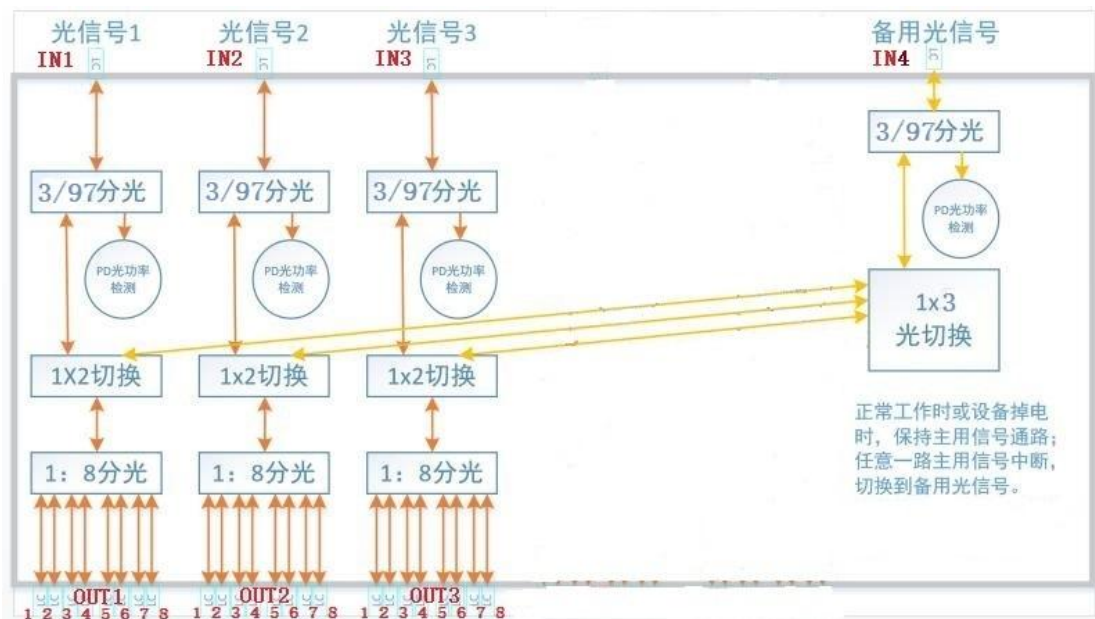 光信号1 光信号2 光信号3 备用光信号
IN1 IN2 IN3 IN4
LC LC LC LC
3/97分光
3/97分光 3/97分光 3/97分光
PD光功率
检测
PD光功率
检测
PD光功率
检测
PD光功率
检测
1x3
光切换
1X2切换 1x2切换 1x2切换
正常工作时或设备掉电
时，保持主用信号通路；
任意一路主用信号中断，
切换到备用光信号。
1：8分光 1：8分光 1：8分光
OUT1 OUT2 OUT3
1 2 3 4 5 6 7 8 1 2 3 4 5 6 7 8 1 2 3 4 5 6 7 8